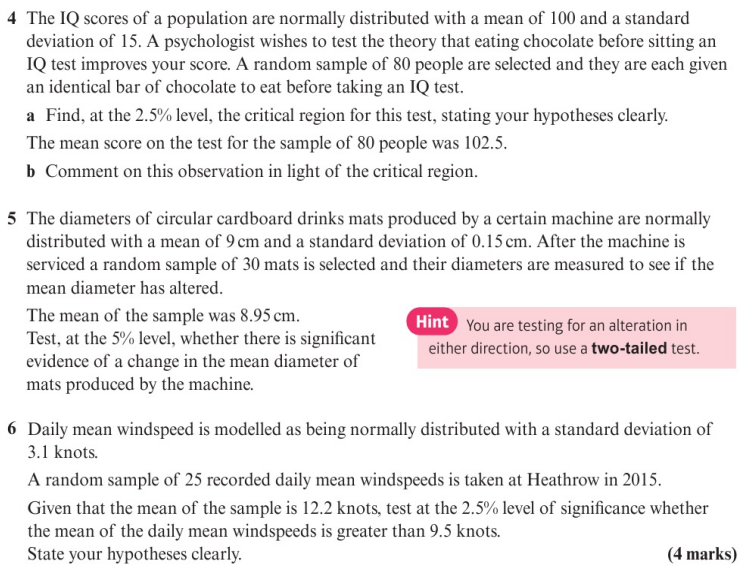 4 The IQ scores of a population are normally distributed with a mean of 100 and a standard
deviation of 15. A psychologist wishes to test the theory that eating chocolate before sitting an
IQ test improves your score. A random sample of 80 people are selected and they are each given
an identical bar of chocolate to eat before taking an IQ test.
a Find, at the 2.5% level, the critical region for this test, stating your hypotheses clearly.
The mean score on the test for the sample of 80 people was 102.5.
b Comment on this observation in light of the critical region.
5 The diameters of circular cardboard drinks mats produced by a certain machine are normally
distributed with a mean of 9 cm and a standard deviation of 0.15 cm. After the machine is
serviced a random sample of 30 mats is selected and their diameters are measured to see if the
mean diameter has altered.
The mean of the sample was 8.95 cm.
Test, at the 5% level, whether there is significant
evidence of a change in the mean diameter of
mats produced by the machine.
Hint You are testing for an alteration in
either direction, so use a two-tailed test.
6 Daily mean windspeed is modelled as being normally distributed with a standard deviation of
3.1 knots.
A random sample of 25 recorded daily mean windspeeds is taken at Heathrow in 2015.
Given that the mean of the sample is 12.2 knots, test at the 2.5% level of significance whether
the mean of the daily mean windspeeds is greater than 9.5 knots.
State your hypotheses clearly. (4 marks)